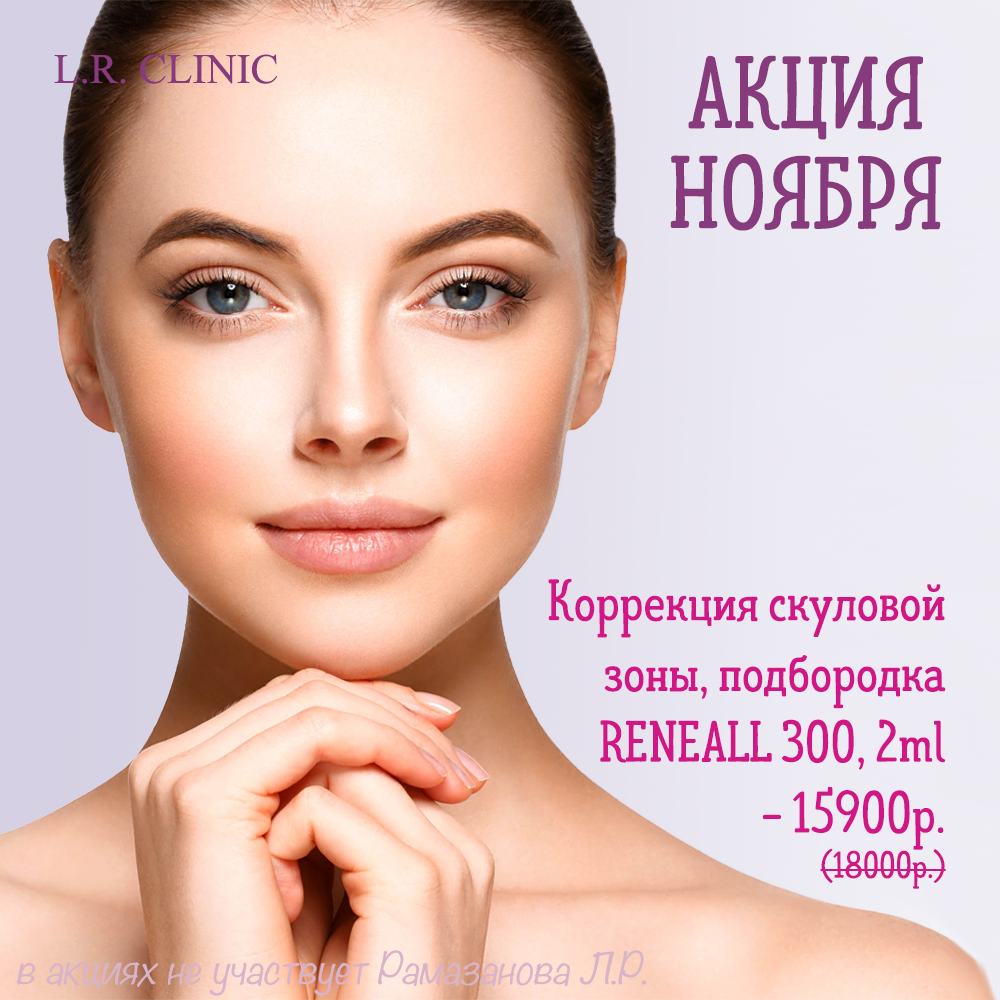 L.R. CLINIC
АКЦИЯ
НОЯБРЯ
Коррекция скуловой
зоны, подбородка
RENEALL 300, 2ml
– 15900р.
(18000р.)
в акциях не участвует Рамазанова Л.Р.